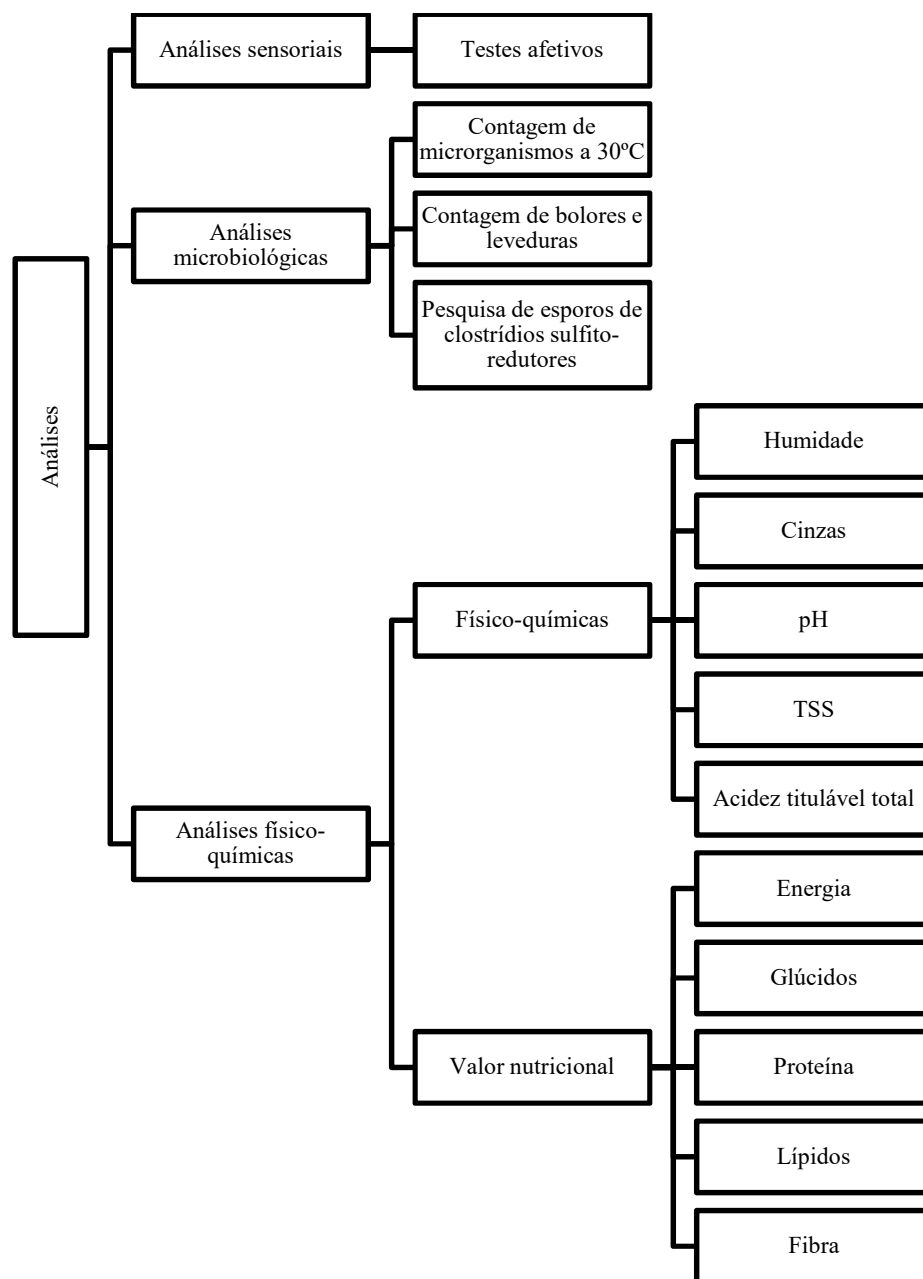 Análises
Análises sensoriais
Testes afetivos
Análises
microbiológicas
Contagem de
microrganismos a 30ºC
Contagem de bolores e
leveduras
Pesquisa de esporos de
clostrídios sulfito-
redutores
Análises físico-
químicas
Físico-químicas
Humidade
Cinzas
pH
TSS
Acidez titulável total
Valor nutricional
Energia
Glúcidos
Proteína
Lípidos
Fibra